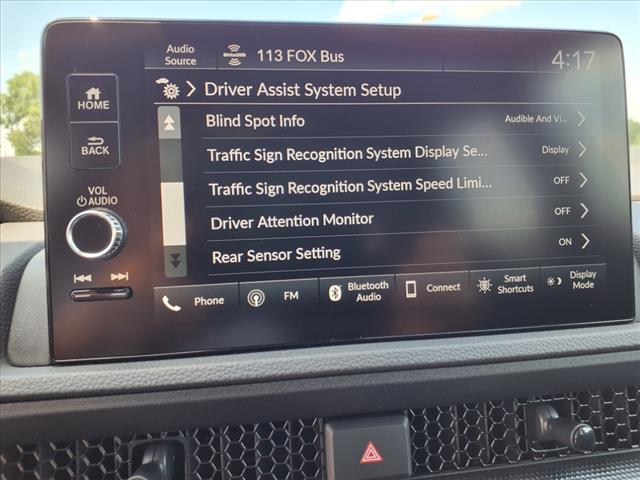 Audio
Source
SiriusXM
113 FOX Bus
4:17
HOME
Driver Assist System Setup
Blind Spot Info
Audible And Vi...
BACK
Traffic Sign Recognition System Display Se...
Display
Traffic Sign Recognition System Speed Limi...
OFF
VOL
AUDIO
Driver Attention Monitor
OFF
Rear Sensor Setting
ON
Phone
FM
Bluetooth
Audio
Connect
Smart
Shortcuts
Display
Mode